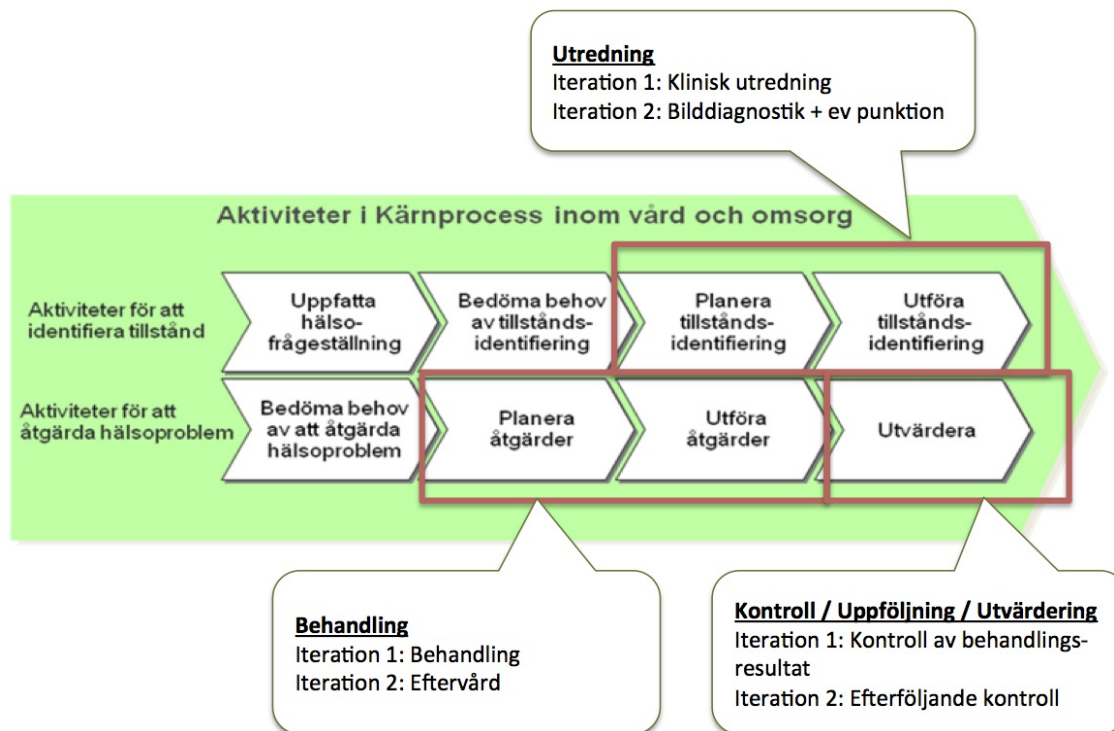 Utredning
Iteration 1: Klinisk utredning
Iteration 2: Bilddiagnostik + ev punktion
Aktiviteter i Kärnprocess inom vård och omsorg
Aktiviteter för att
identifiera tillstånd
Uppfatta
hälso-
frågeställning
Bedöma behov
av tillstånds-
identifiering
Planera
tillstånds-
identifiering
Utföra
tillstånds-
identifiering
Aktiviteter för att
åtgärda hälsoproblem
Bedöma behov
av att åtgärda
hälsoproblem
Planera
åtgärder
Utföra
åtgärder
Utvärdera
Behandling
Iteration 1: Behandling
Iteration 2: Eftervård
Kontroll / Uppföljning / Utvärdering
Iteration 1: Kontroll av behandlings-
resultat
Iteration 2: Efterföljande kontroll